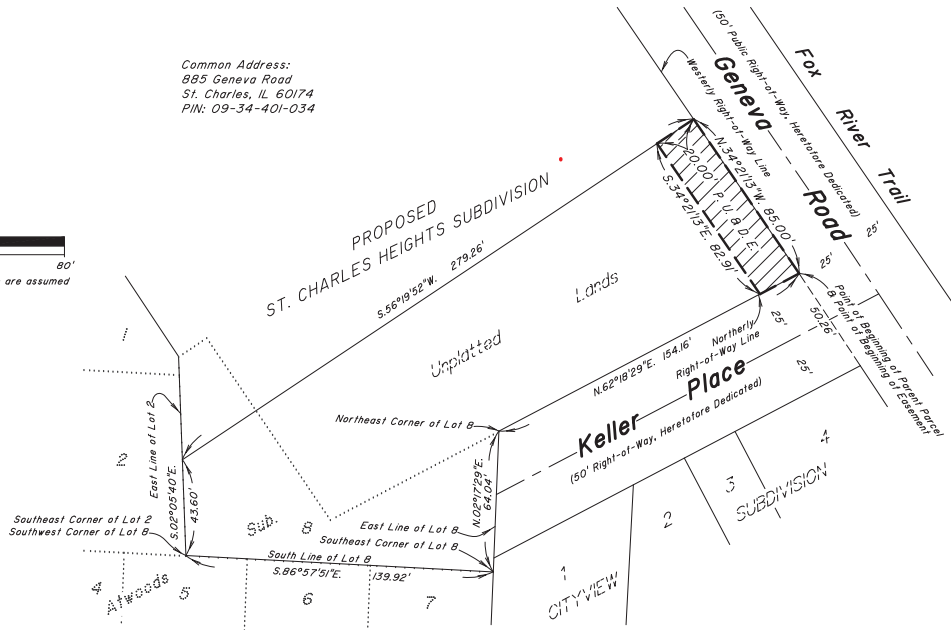 Common Address:
885 Geneva Road
St. Charles, IL 60174
PIN: 09-34-401-034
(50' Public Right-of-Way, Heretofore Dedicated)
Fox River Trail
Geneva Road
Westerly Right-of-Way Line
N.34°21'13"W. 85.00'
20.00' P. U. & D.E.
S.34°21'13"E. 82.91'
25'
25'
PROPOSED
ST. CHARLES HEIGHTS SUBDIVISION
S.56°19'52"W. 279.26'
80'
are assumed
Unplatted Lands
Point of Beginning of Parent Parcel
& Point of Beginning of Easement
50.26'
25'
25'
N.62°18'29"E. 154.16'
Northerly
Right-of-Way Line
Keller Place
(50' Right-of-Way, Heretofore Dedicated)
1
2
East Line of Lot 2
S.02°05'40"E.
43.60'
Northeast Corner of Lot 8
N.02°17'29"E.
64.04'
Southeast Corner of Lot 2
Southwest Corner of Lot 8
Sub. 8
East Line of Lot 8
Southeast Corner of Lot 8
South Line of Lot 8
S.86°57'51"E. 139.92'
4
Atwoods
5
6
7
1
2
3
4
CITYVIEW
SUBDIVISION